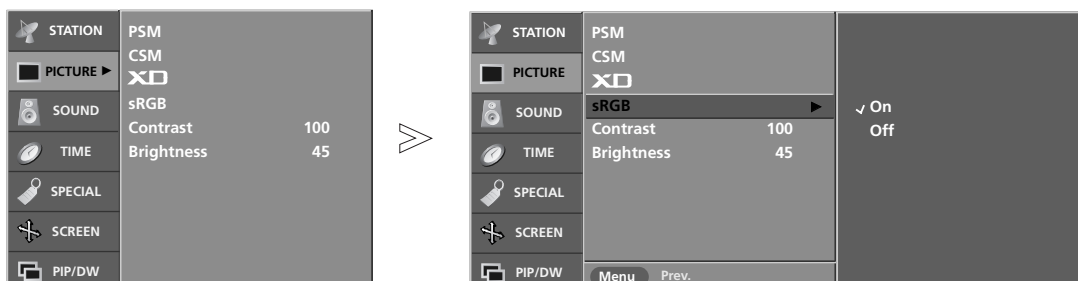 STATION
PICTURE ►
SOUND
TIME
SPECIAL
SCREEN
PIP/DW
PSM
CSM
XD
sRGB
Contrast 100
Brightness 45
>
STATION
PICTURE
SOUND
TIME
SPECIAL
SCREEN
PIP/DW
PSM
CSM
XD
sRGB ►
Contrast 100
Brightness 45
Menu Prev.
✓ On
Off